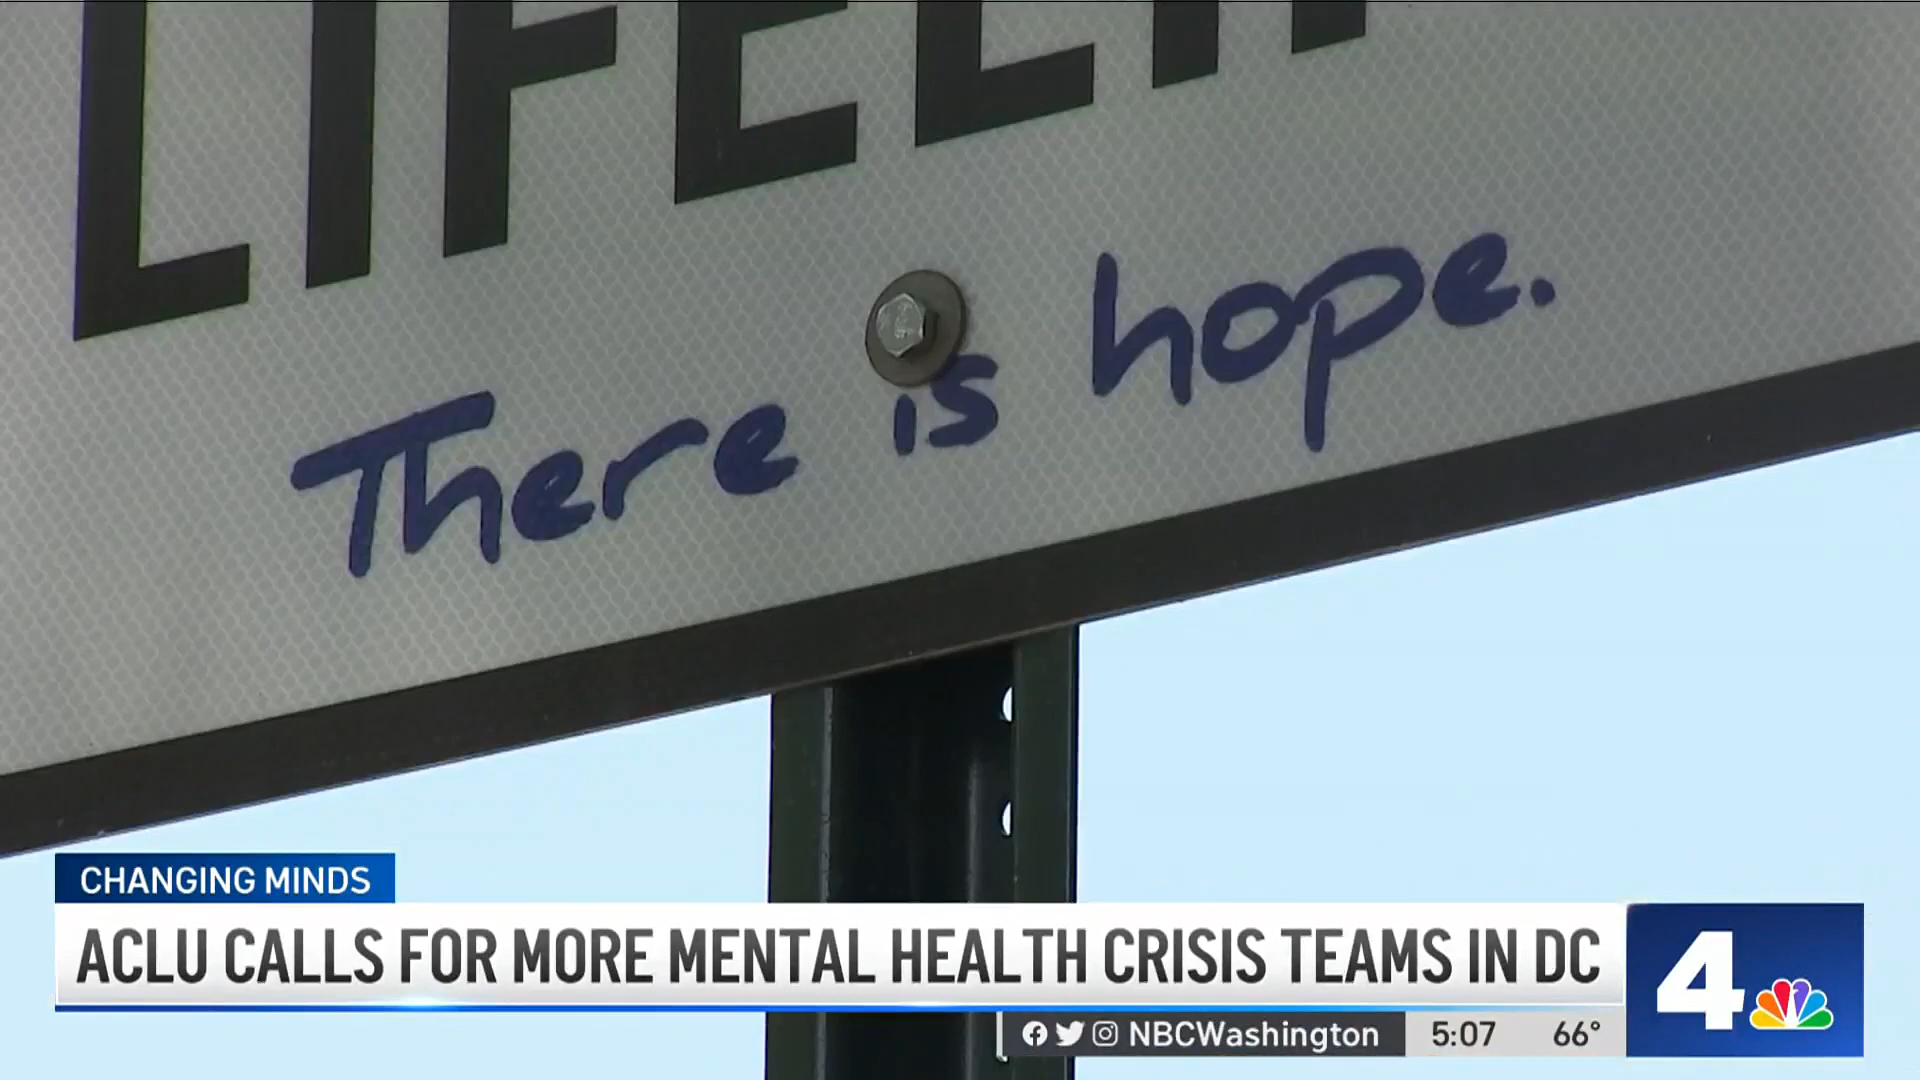 There is hope.
CHANGING MINDS
ACLU CALLS FOR MORE MENTAL HEALTH CRISIS TEAMS IN DC
4
NBCWashington
5:07 66°